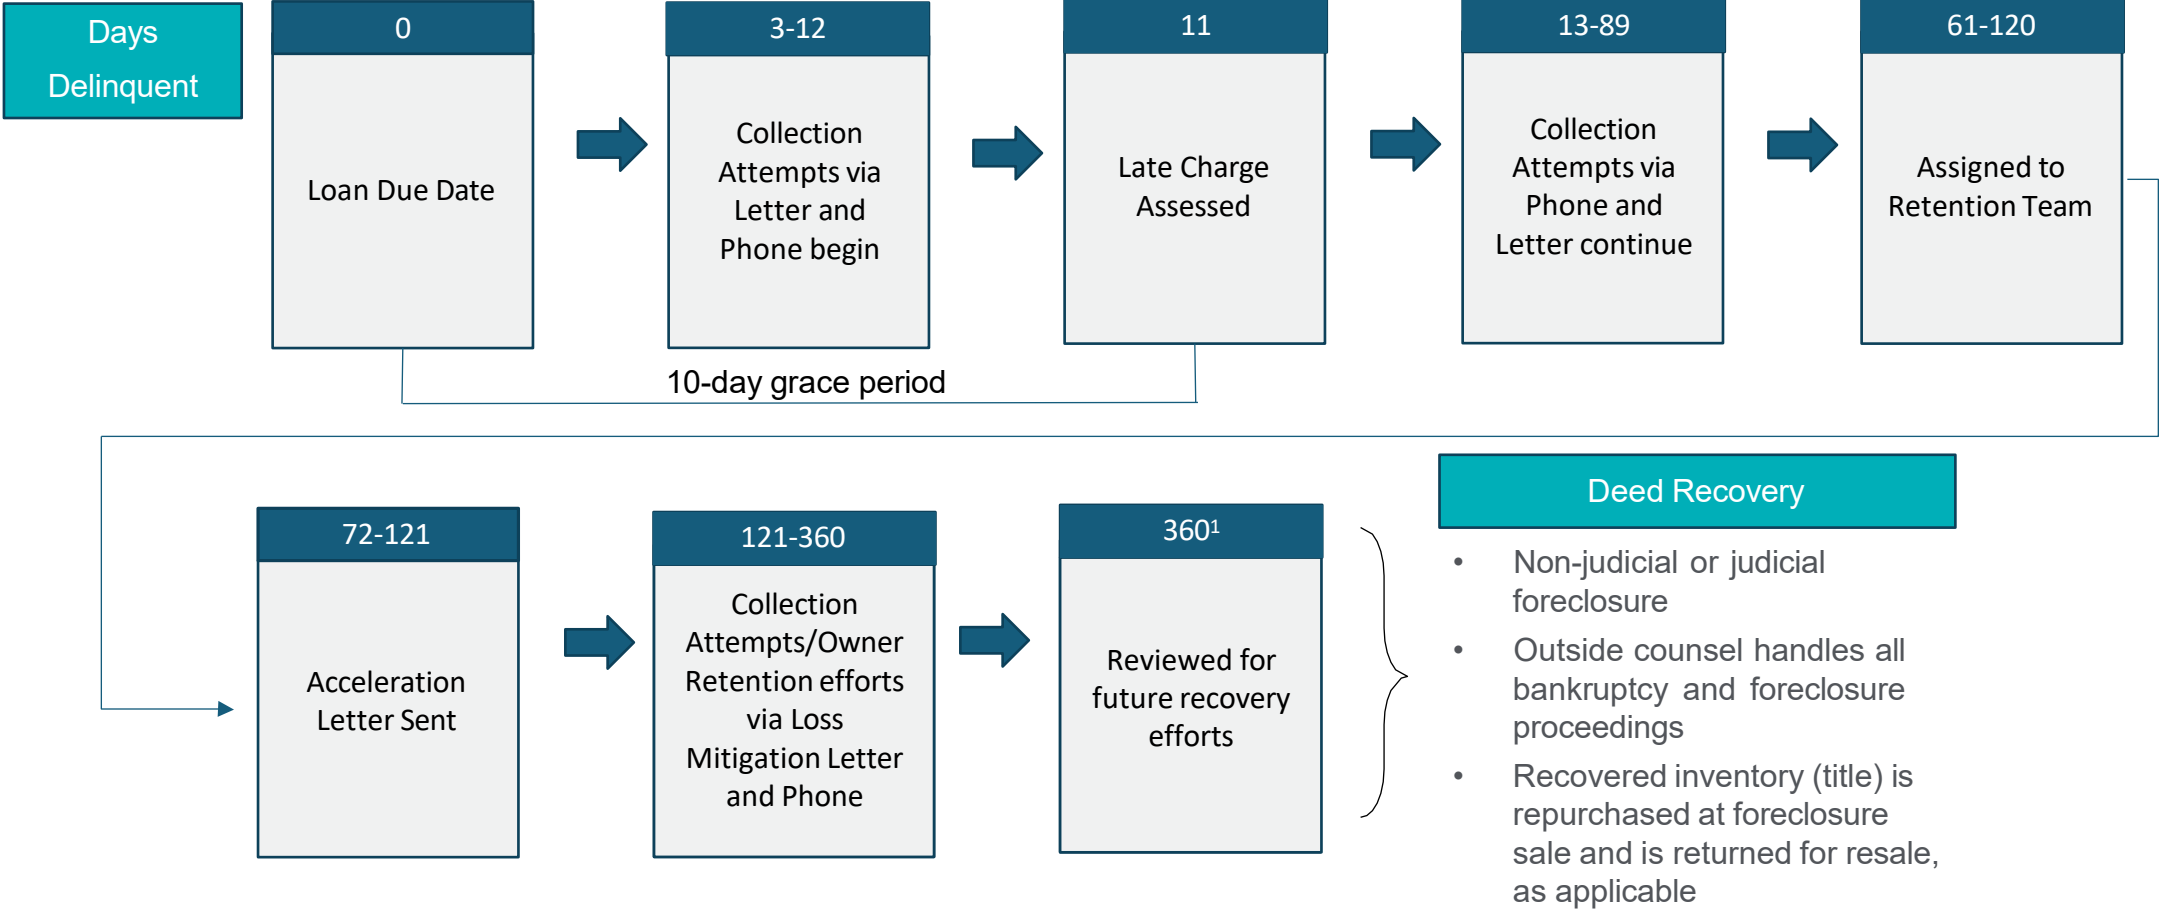 Days
Delinquent
0
Loan Due Date
3-12
Collection
Attempts via
Letter and
Phone begin
11
Late Charge
Assessed
13-89
Collection
Attempts via
Phone and
Letter continue
61-120
Assigned to
Retention Team
10-day grace period
72-121
Acceleration
Letter Sent
121-360
Collection
Attempts/Owner
Retention efforts
via Loss
Mitigation Letter
and Phone
360¹
Reviewed for
future recovery
efforts
Deed Recovery
• Non-judicial or judicial
foreclosure
• Outside counsel handles all
bankruptcy and foreclosure
proceedings
• Recovered inventory (title) is
repurchased at foreclosure
sale and is returned for resale,
as applicable